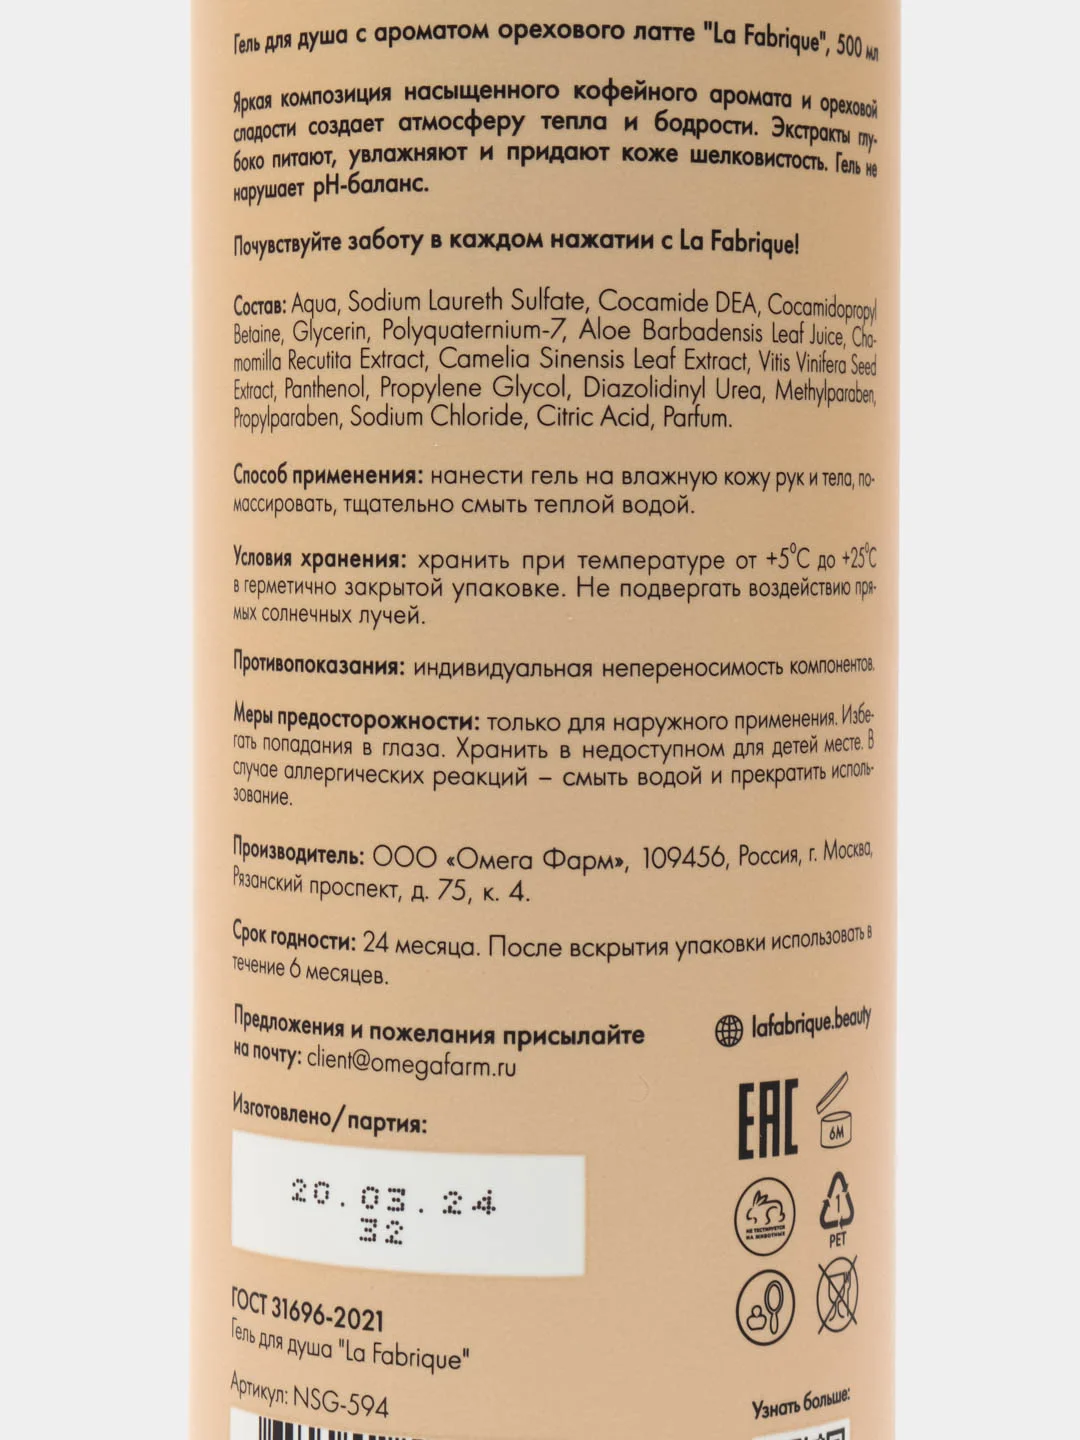 Гель для душа с ароматом орехового латте "La Fabrique", 500 мл
Яркая композиция насыщенного кофейного аромата и ореховой
сладости создает атмосферу тепла и бодрости. Экстракты глу-
боко питают, увлажняют и придают коже шелковистость. Гель не
нарушает pH-баланс.
Почувствуйте заботу в каждом нажатии с La Fabrique!
Состав: Aqua, Sodium Laureth Sulfate, Cocamide DEA, Cocamidopropyl
Betaine, Glycerin, Polyquaternium-7, Aloe Barbadensis Leaf Juice, Cha-
momilla Recutita Extract, Camelia Sinensis Leaf Extract, Vitis Vinifera Seed
Extract, Panthenol, Propylene Glycol, Diazolidinyl Urea, Methylparaben,
Propylparaben, Sodium Chloride, Citric Acid, Parfum.
Способ применения: нанести гель на влажную кожу рук и тела, по-
массировать, тщательно смыть теплой водой.
Условия хранения: хранить при температуре от +5°C до +25°C
в герметично закрытой упаковке. Не подвергать воздействию пря-
мых солнечных лучей.
Противопоказания: индивидуальная непереносимость компонентов.
Меры предосторожности: только для наружного применения. Избе-
гать попадания в глаза. Хранить в недоступном для детей месте. В
случае аллергических реакций – смыть водой и прекратить исполь-
зование.
Производитель: ООО «Омега Фарм», 109456, Россия, г. Москва,
Рязанский проспект, д. 75, к. 4.
Срок годности: 24 месяца. После вскрытия упаковки использовать в
течение 6 месяцев.
Предложения и пожелания присылайте
на почту: client@omegafarm.ru
lafabrique.beauty
EAC
6M
Изготовлено/партия:
20.03.24
32
НЕ ТЕСТИРУЕТСЯ
НА ЖИВОТНЫХ
1
PET
ГОСТ 31696-2021
Гель для душа "La Fabrique"
Артикул: NSG-594
Узнать больше: